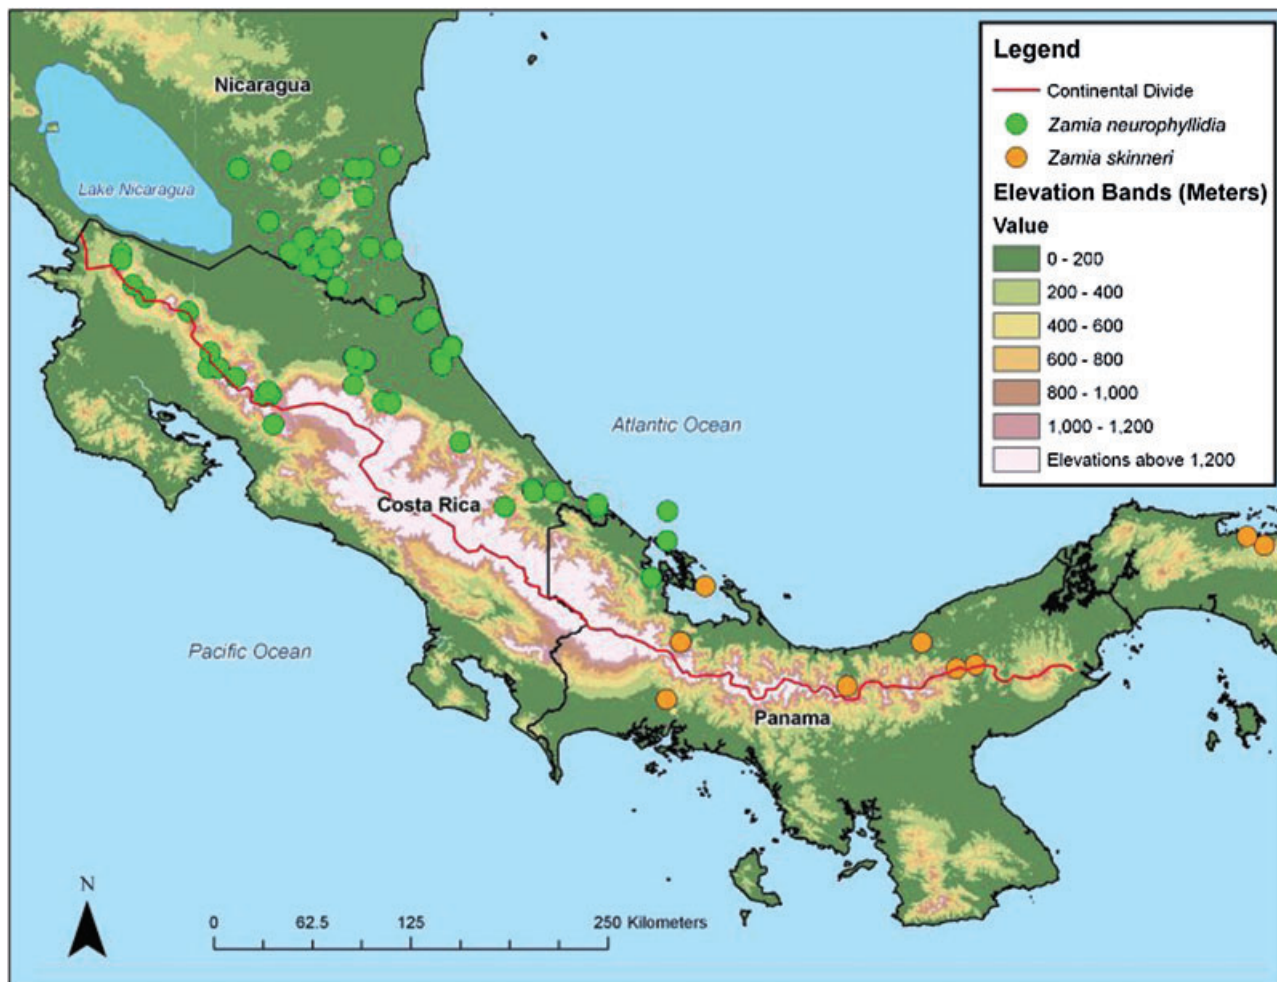 Nicaragua
Lake Nicaragua
Costa Rica
Atlantic Ocean
Pacific Ocean
Panama
Legend
Continental Divide
Zamia neurophyllidia
Zamia skinneri
Elevation Bands (Meters)
Value
0 - 200
200 - 400
400 - 600
600 - 800
800 - 1,000
1,000 - 1,200
Elevations above 1,200
N
0 62.5 125 250 Kilometers